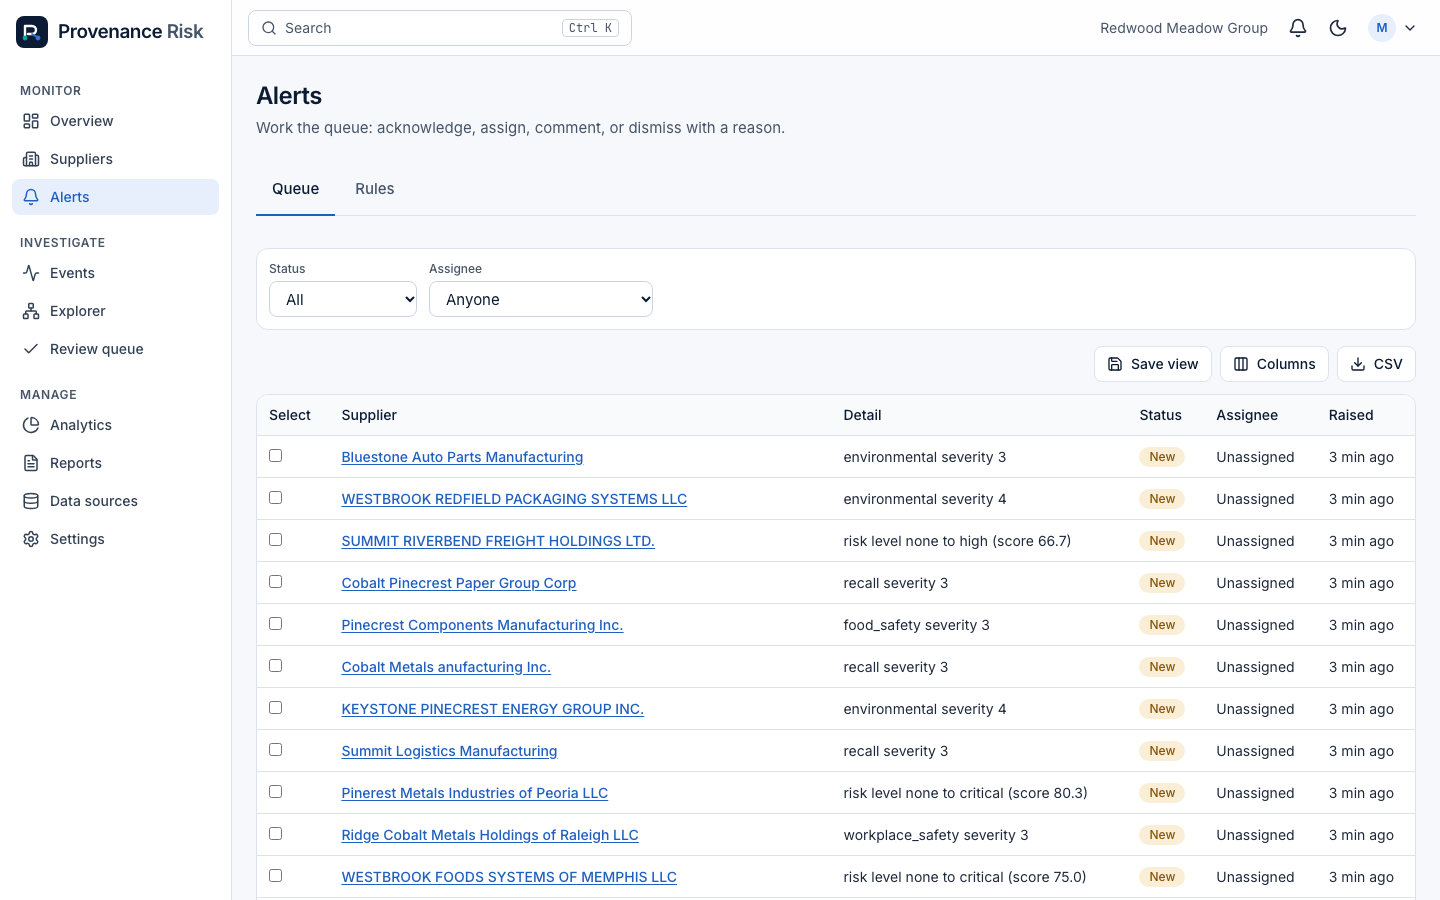 Provenance Risk
Search
Ctrl K
Redwood Meadow Group
M
MONITOR
Overview
Suppliers
Alerts
INVESTIGATE
Events
Explorer
Review queue
MANAGE
Analytics
Reports
Data sources
Settings
Alerts
Work the queue: acknowledge, assign, comment, or dismiss with a reason.
Queue Rules
Status Assignee
All Anyone
Save view Columns CSV
Select Supplier Detail Status Assignee Raised
Bluestone Auto Parts Manufacturing environmental severity 3 New Unassigned 3 min ago
WESTBROOK REDFIELD PACKAGING SYSTEMS LLC environmental severity 4 New Unassigned 3 min ago
SUMMIT RIVERBEND FREIGHT HOLDINGS LTD. risk level none to high (score 66.7) New Unassigned 3 min ago
Cobalt Pinecrest Paper Group Corp recall severity 3 New Unassigned 3 min ago
Pinecrest Components Manufacturing Inc. food_safety severity 3 New Unassigned 3 min ago
Cobalt Metals anufacturing Inc. recall severity 3 New Unassigned 3 min ago
KEYSTONE PINECREST ENERGY GROUP INC. environmental severity 4 New Unassigned 3 min ago
Summit Logistics Manufacturing recall severity 3 New Unassigned 3 min ago
Pinerest Metals Industries of Peoria LLC risk level none to critical (score 80.3) New Unassigned 3 min ago
Ridge Cobalt Metals Holdings of Raleigh LLC workplace_safety severity 3 New Unassigned 3 min ago
WESTBROOK FOODS SYSTEMS OF MEMPHIS LLC risk level none to critical (score 75.0) New Unassigned 3 min ago